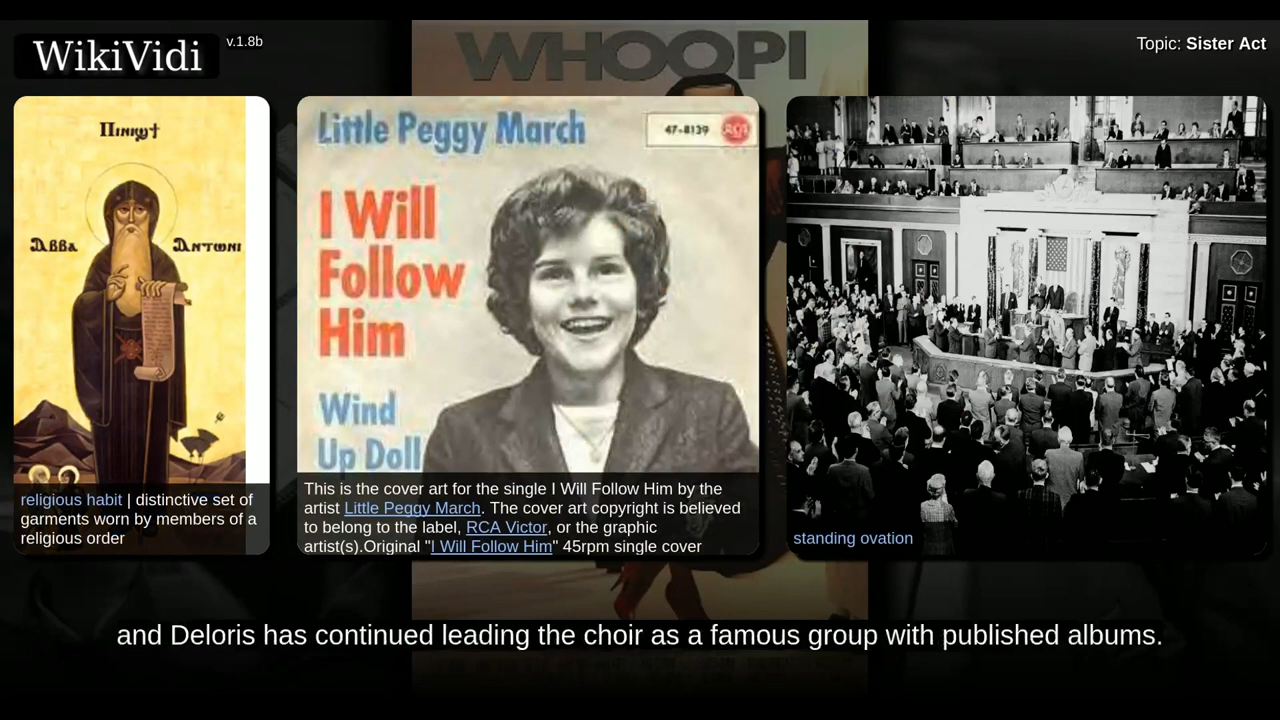 WikiVidi v.1.8b
Topic: Sister Act
WHOOPI
Ⲡⲓⲛⲓϣϯ
Ⲁⲃⲃⲁ Ⲁⲛⲧⲱⲛⲓ
religious habit | distinctive set of
garments worn by members of a
religious order
Little Peggy March
47-8139
RCA
I Will
Follow
Him
Wind
Up Doll
This is the cover art for the single I Will Follow Him by the
artist Little Peggy March. The cover art copyright is believed
to belong to the label, RCA Victor, or the graphic
artist(s).Original "I Will Follow Him" 45rpm single cover
standing ovation
and Deloris has continued leading the choir as a famous group with published albums.